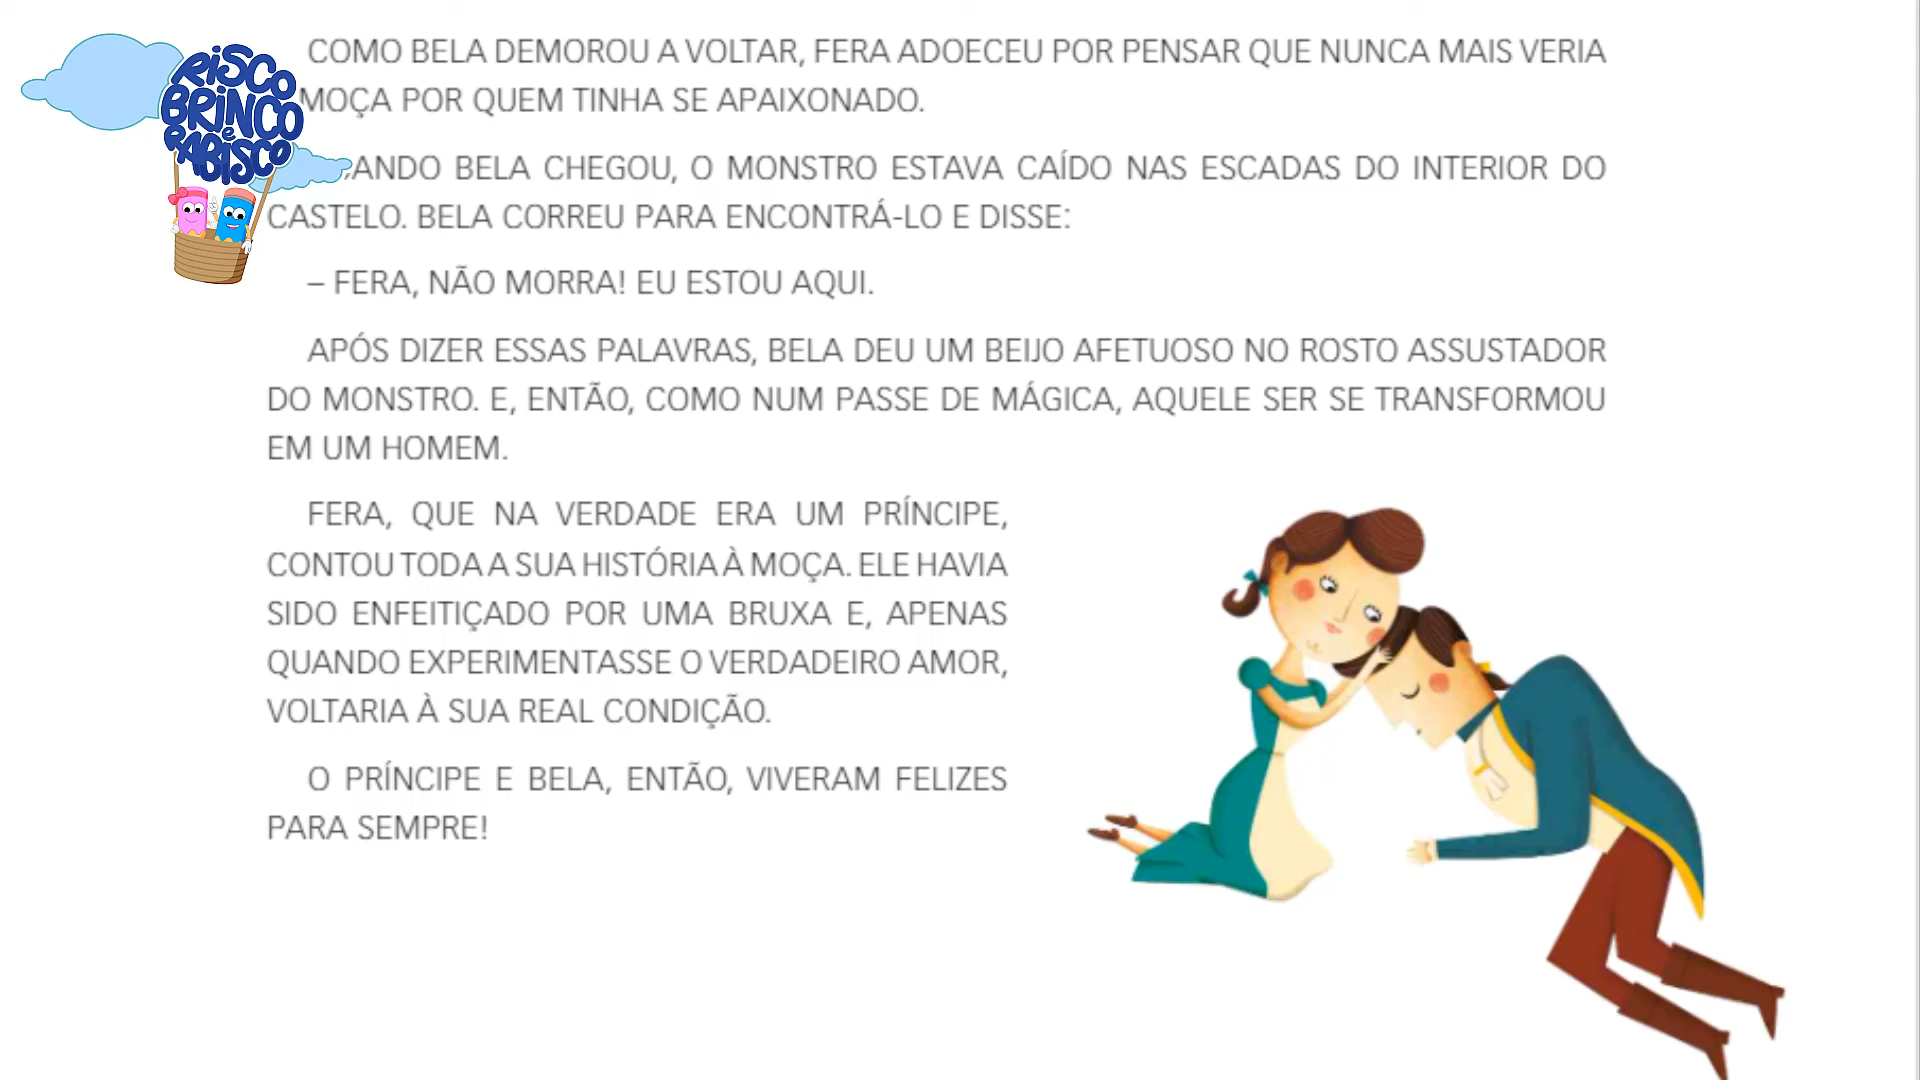 RISCO
BRINCO
e
RABISCO
COMO BELA DEMOROU A VOLTAR, FERA ADOECEU POR PENSAR QUE NUNCA MAIS VERIA
MOÇA POR QUEM TINHA SE APAIXONADO.
ANDO BELA CHEGOU, O MONSTRO ESTAVA CAÍDO NAS ESCADAS DO INTERIOR DO
CASTELO. BELA CORREU PARA ENCONTRÁ-LO E DISSE:
– FERA, NÃO MORRA! EU ESTOU AQUI.
APÓS DIZER ESSAS PALAVRAS, BELA DEU UM BEIJO AFETUOSO NO ROSTO ASSUSTADOR
DO MONSTRO. E, ENTÃO, COMO NUM PASSE DE MÁGICA, AQUELE SER SE TRANSFORMOU
EM UM HOMEM.
FERA, QUE NA VERDADE ERA UM PRÍNCIPE,
CONTOU TODA A SUA HISTÓRIA À MOÇA. ELE HAVIA
SIDO ENFEITIÇADO POR UMA BRUXA E, APENAS
QUANDO EXPERIMENTASSE O VERDADEIRO AMOR,
VOLTARIA À SUA REAL CONDIÇÃO.
O PRÍNCIPE E BELA, ENTÃO, VIVERAM FELIZES
PARA SEMPRE!